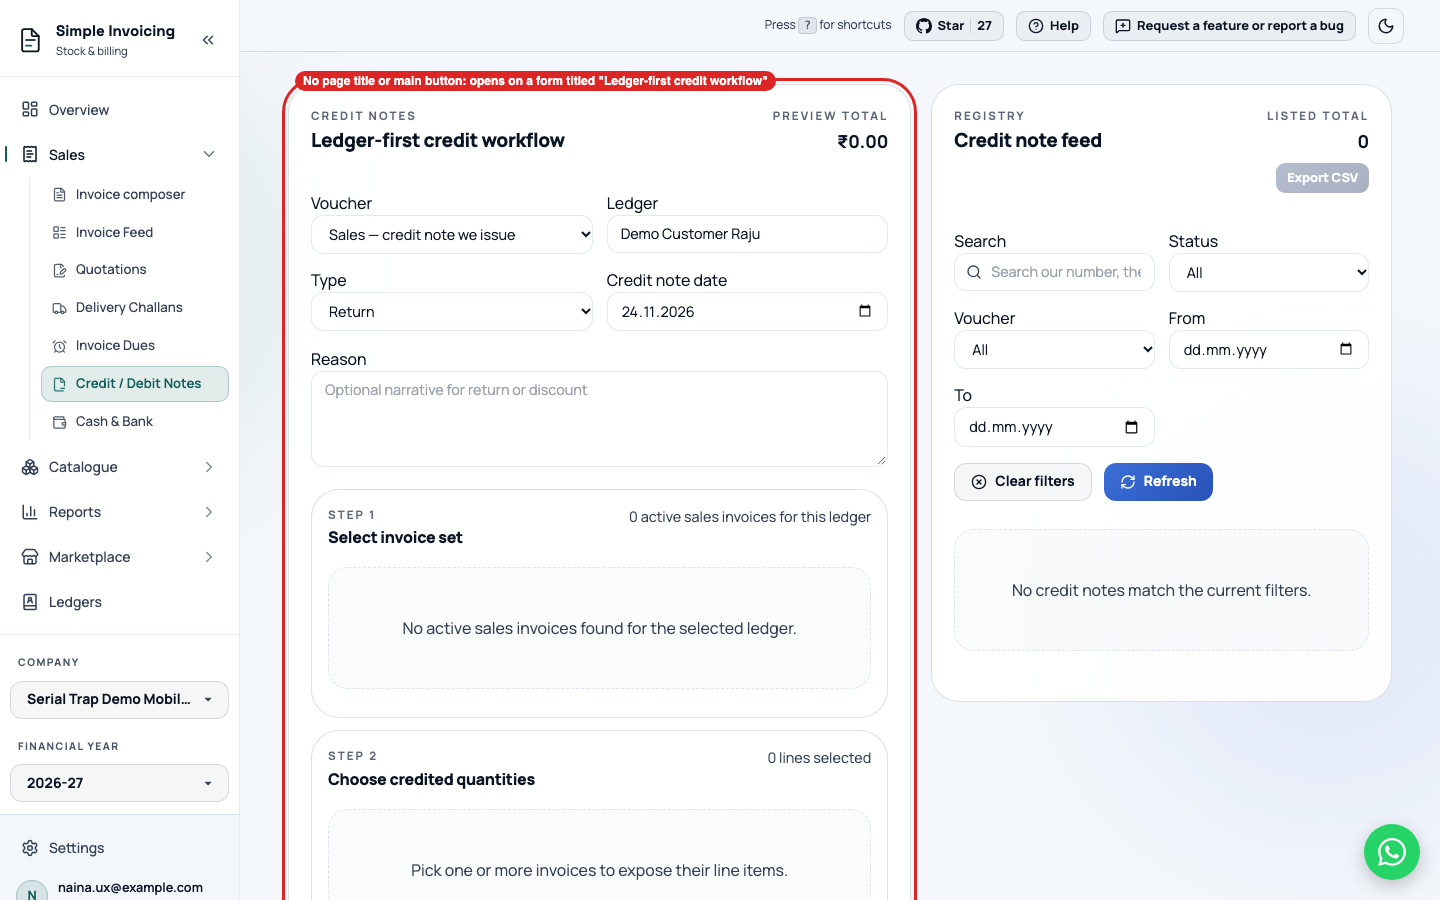 Simple Invoicing
Stock & billing
Press ? for shortcuts
Star 27
Help
Request a feature or report a bug
Overview
Sales
Invoice composer
Invoice Feed
Quotations
Delivery Challans
Invoice Dues
Credit / Debit Notes
Cash & Bank
Catalogue
Reports
Marketplace
Ledgers
COMPANY
Serial Trap Demo Mobil...
FINANCIAL YEAR
2026-27
Settings
N
naina.ux@example.com
No page title or main button: opens on a form titled "Ledger-first credit workflow"
CREDIT NOTES
PREVIEW TOTAL
Ledger-first credit workflow
₹0.00
Voucher
Ledger
Sales — credit note we issue
Demo Customer Raju
Type
Credit note date
Return
24.11.2026
Reason
Optional narrative for return or discount
STEP 1
0 active sales invoices for this ledger
Select invoice set
No active sales invoices found for the selected ledger.
STEP 2
0 lines selected
Choose credited quantities
Pick one or more invoices to expose their line items.
REGISTRY
LISTED TOTAL
Credit note feed
0
Export CSV
Search
Status
Search our number, the
All
Voucher
From
All
dd.mm.yyyy
To
dd.mm.yyyy
Clear filters
Refresh
No credit notes match the current filters.